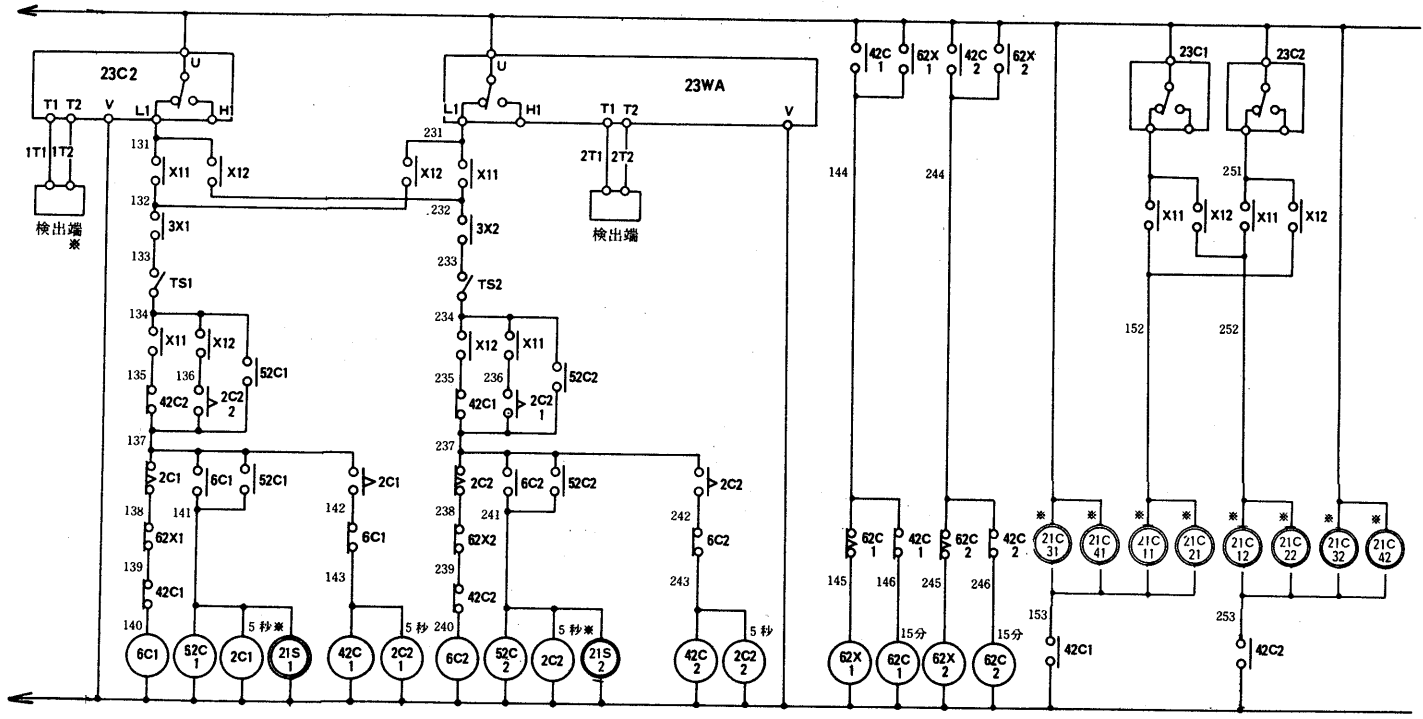 23C2
U
T1 T2 V L1 H1
1T1 1T2
検出端
※
131
X11 X12
132
3X1
133
TS1
134
X11 X12 52C1
135 136
42C2 2C2
2
137
2C1 6C1 52C1 2C1
138 141 142
62X1 6C1
139 143
42C1
140 5秒※ 5秒
6C1 52C
1 2C1 21S
1 42C
1 2C2
1
23WA
U
L1 H1 T1 T2 V
2T1 2T2
検出端
231
X12 X11
232
3X2
233
TS2
234
X12 X11 52C2
235 236
42C1 2C2
1
237
2C2 6C2 52C2 2C2
238 241 242
62X2 6C2
239 243
42C2
240 5秒※ 5秒
6C2 52C
2 2C2 21S
2 42C
2 2C2
2
42C
1 62X
1 42C
2 62X
2
144 244
62C
1 42C
1 62C
2 42C
2
145 146 245 246
15分 15分
62X
1 62C
1 62X
2 62C
2
23C1 23C2
251
X11 X12 X11 X12
152 252
※ ※ ※ ※ ※ ※
21C
31 21C
41 21C
11 21C
21 21C
12 21C
22 21C
32 21C
42
153 253
42C1 42C2